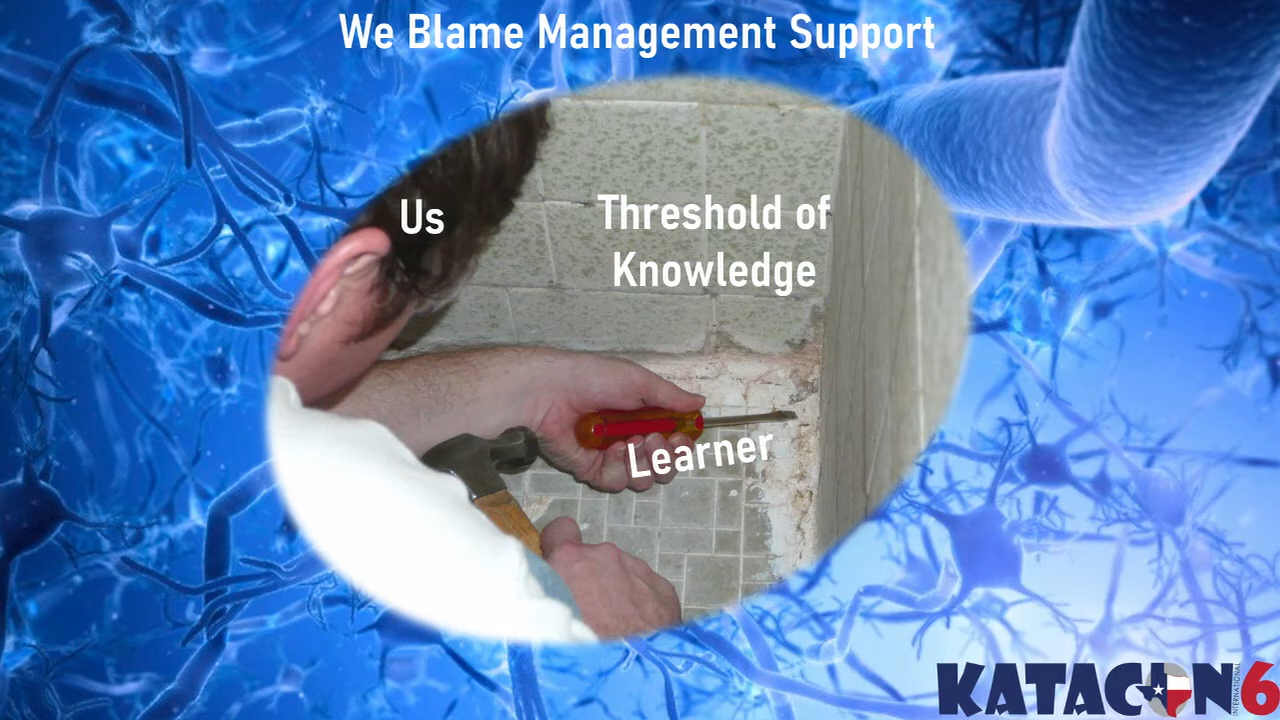 We Blame Management Support
Us
Threshold of
Knowledge
Learner
KATACON6
INTERNATIONAL